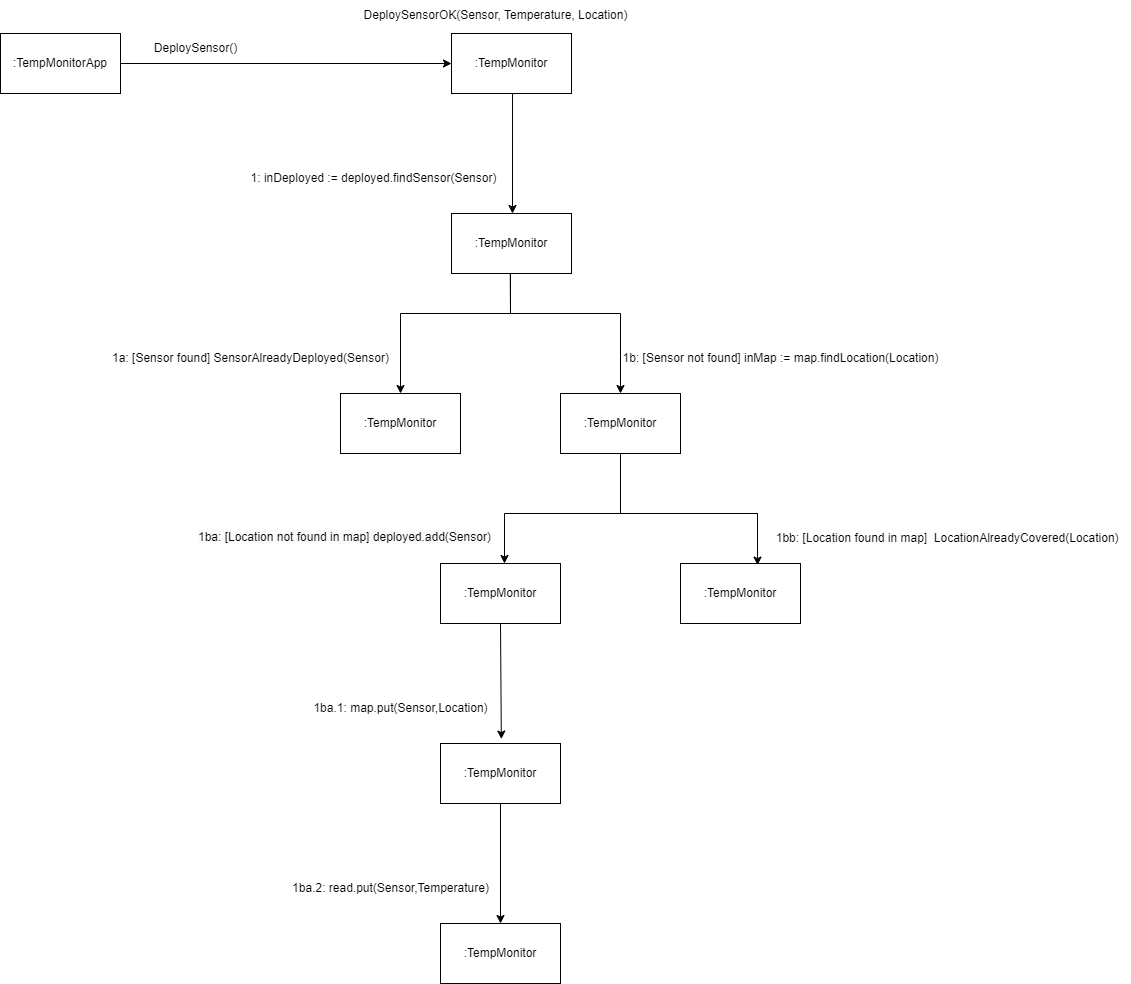 DeploySensorOK(Sensor, Temperature, Location)
:TempMonitorApp
DeploySensor()
:TempMonitor
1: inDeployed := deployed.findSensor(Sensor)
:TempMonitor
1a: [Sensor found] SensorAlreadyDeployed(Sensor)
1b: [Sensor not found] inMap := map.findLocation(Location)
:TempMonitor
:TempMonitor
1ba: [Location not found in map] deployed.add(Sensor)
1bb: [Location found in map]  LocationAlreadyCovered(Location)
:TempMonitor
:TempMonitor
1ba.1: map.put(Sensor,Location)
:TempMonitor
1ba.2: read.put(Sensor,Temperature)
:TempMonitor